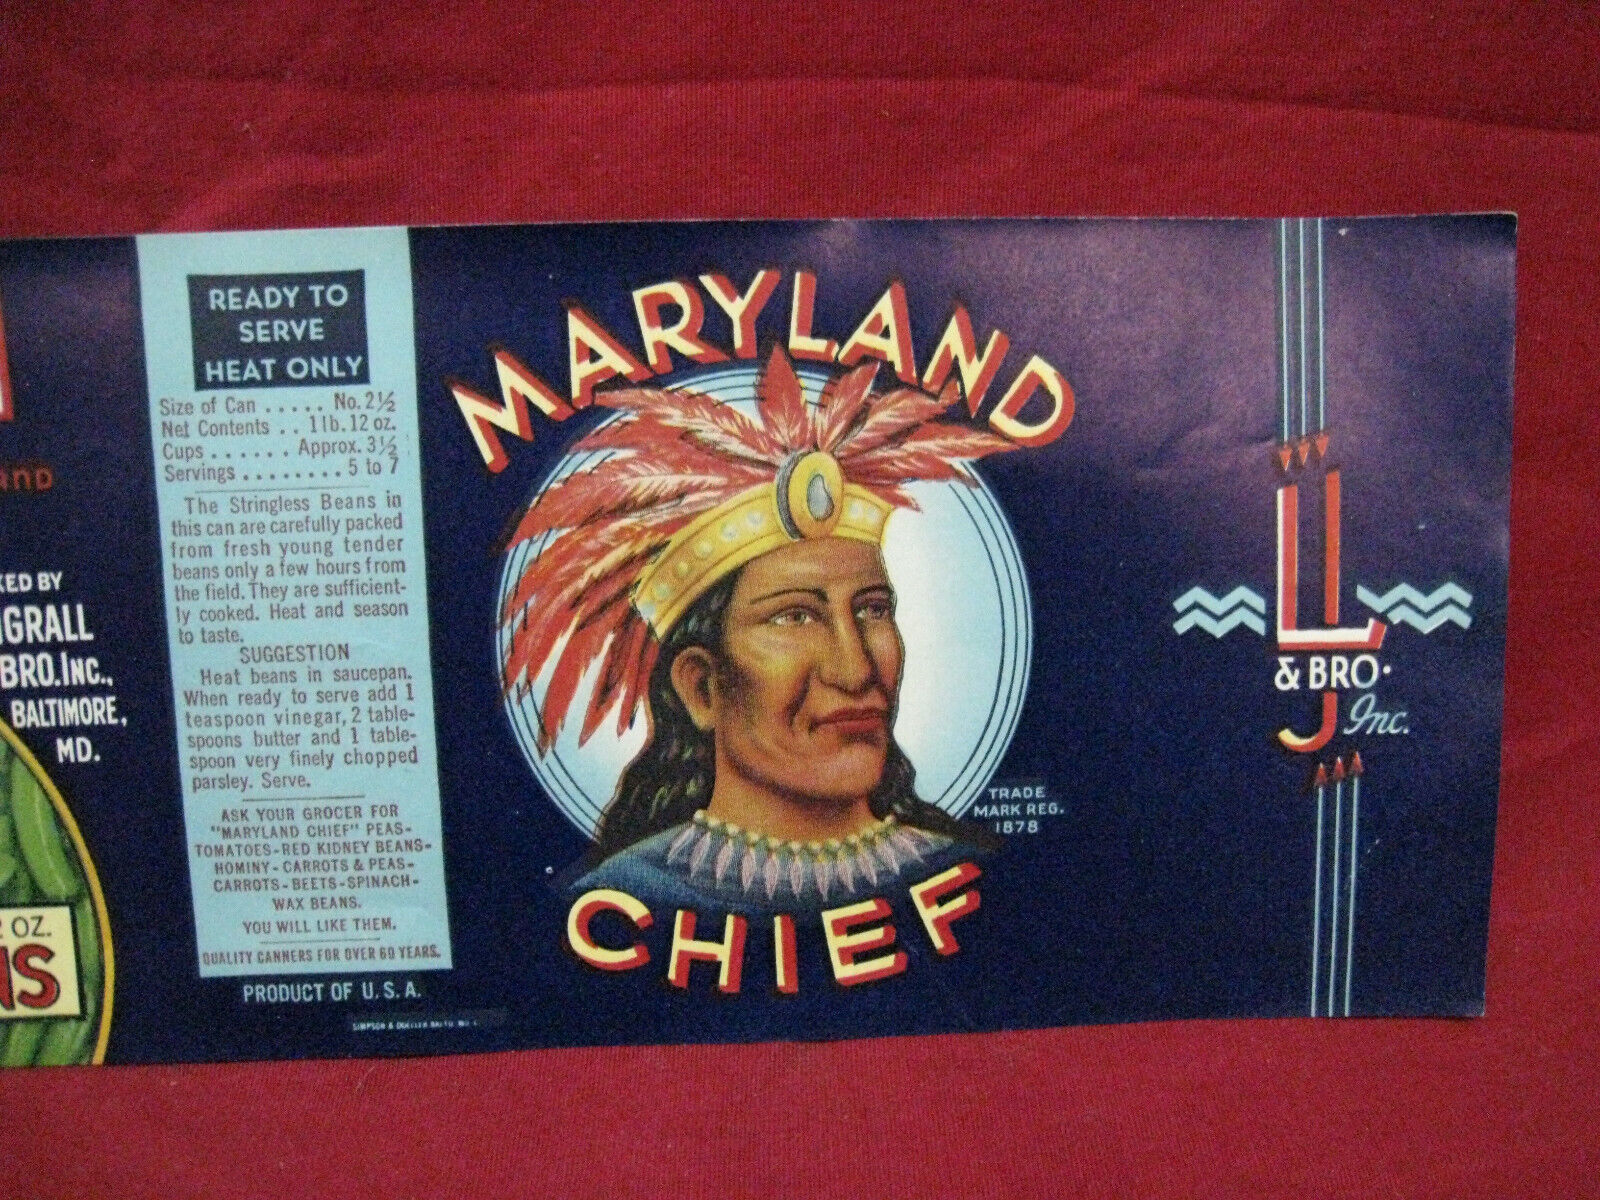 AND
KED BY
GRALL
BRO. INC.,
BALTIMORE,
MD.
OZ.
NS
READY TO
SERVE
HEAT ONLY
Size of Can ..... No. 2½
Net Contents .. 1 lb. 12 oz.
Cups ...... Approx. 3½
Servings ........ 5 to 7
The Stringless Beans in
this can are carefully packed
from fresh young tender
beans only a few hours from
the field. They are sufficient-
ly cooked. Heat and season
to taste.
SUGGESTION
Heat beans in saucepan.
When ready to serve add 1
teaspoon vinegar, 2 table-
spoons butter and 1 table-
spoon very finely chopped
parsley. Serve.
ASK YOUR GROCER FOR
"MARYLAND CHIEF" PEAS-
TOMATOES-RED KIDNEY BEANS-
HOMINY-CARROTS & PEAS-
CARROTS-BEETS-SPINACH-
WAX BEANS.
YOU WILL LIKE THEM.
QUALITY CANNERS FOR OVER 60 YEARS.
PRODUCT OF U.S.A.
SIMPSON & DOELLER
MARYLAND
CHIEF
TRADE
MARK REG.
1878
LJ
& BRO.
Inc.